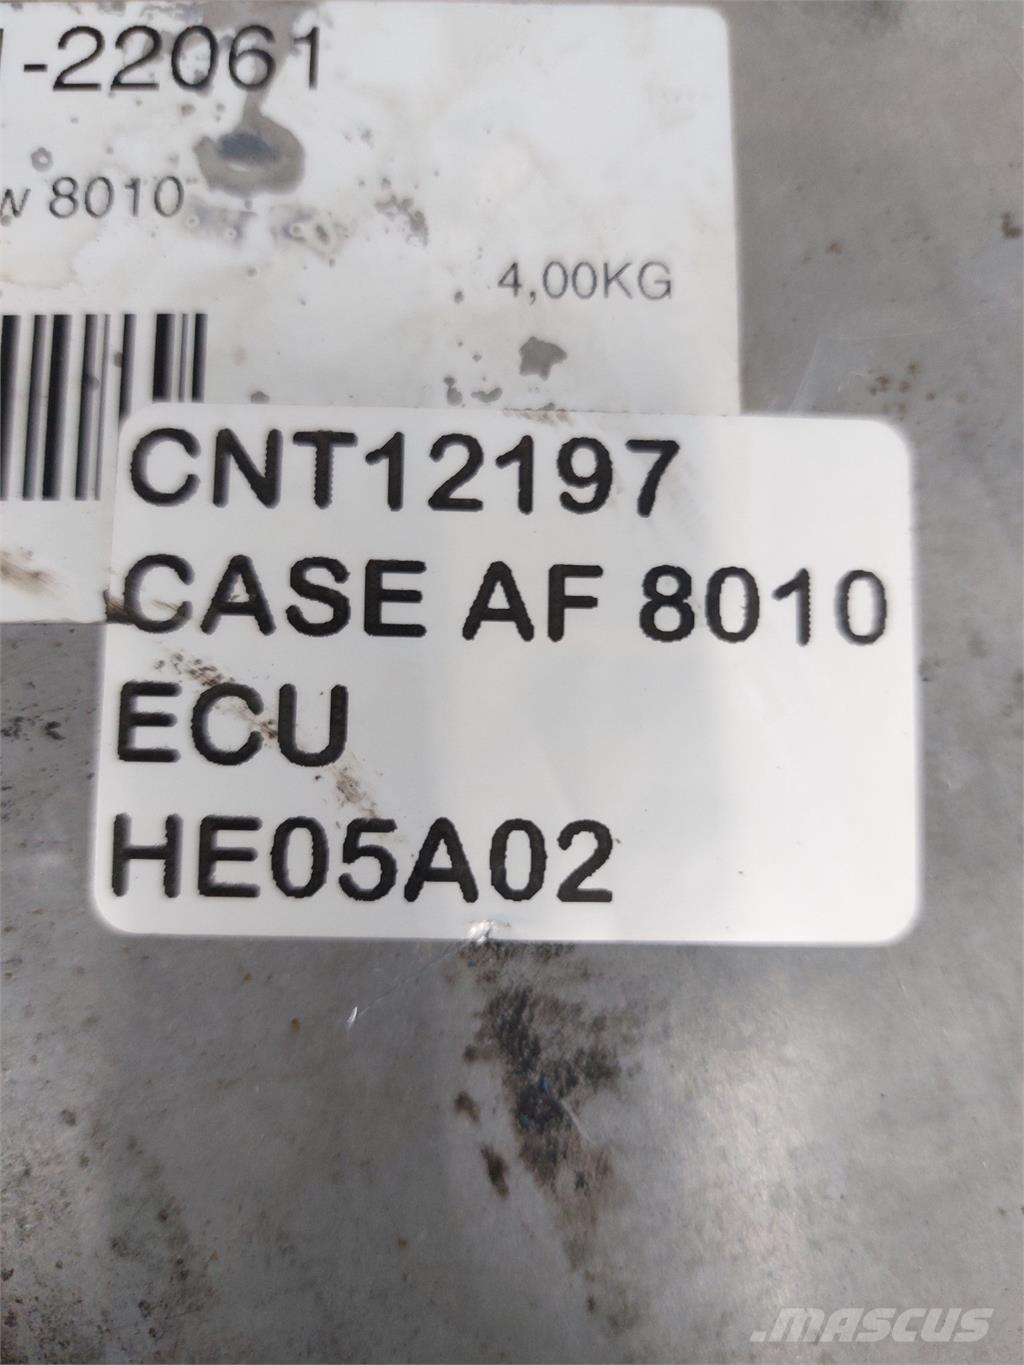 -22061
8010
4,00KG
CNT12197
CASE AF 8010
ECU
HE05A02
MASCUS